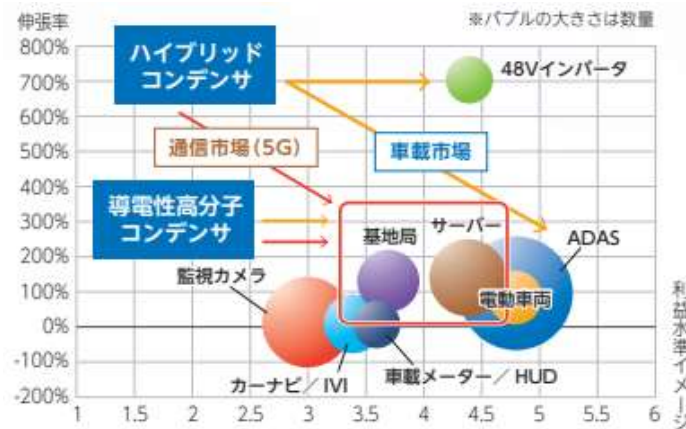 伸張率
※バブルの大きさは数量
800%
700%
600%
500%
400%
300%
200%
100%
0%
-100%
-200%
ハイブリッド
コンデンサ
48Vインバータ
通信市場(5G)
車載市場
導電性高分子
コンデンサ
基地局
サーバー
ADAS
監視カメラ
電動車両
カーナビ/IVI
車載メーター/HUD
1
1.5
2
2.5
3
3.5
4
4.5
5
5.5
6
利益水準イメージ